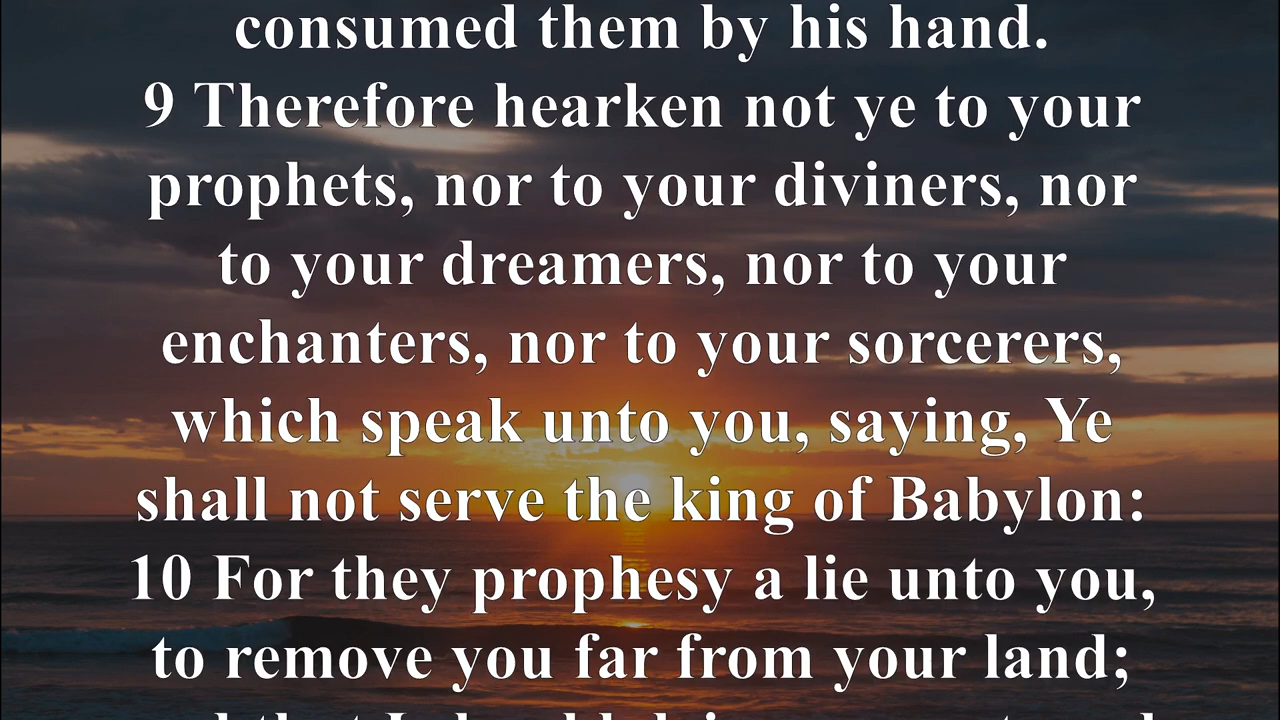 consumed them by his hand.
9 Therefore hearken not ye to your
prophets, nor to your diviners, nor
to your dreamers, nor to your
enchanters, nor to your sorcerers,
which speak unto you, saying, Ye
shall not serve the king of Babylon:
10 For they prophesy a lie unto you,
to remove you far from your land;